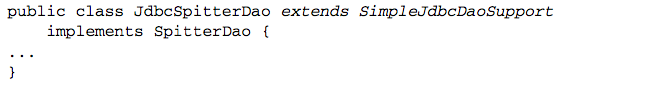 public class JdbcSpitterDao extends SimpleJdbcDaoSupport
    implements SpitterDao {
...
}